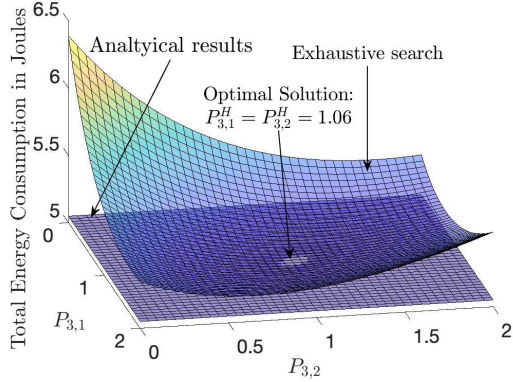 6.5
Analtyical results
Exhaustive search
6
Optimal Solution:
P^H_{3,1} = P^H_{3,2} = 1.06
5.5
5
0
1
2
0
0.5
1
1.5
2
P_{3,1}
P_{3,2}
Total Energy Consumption in Joules